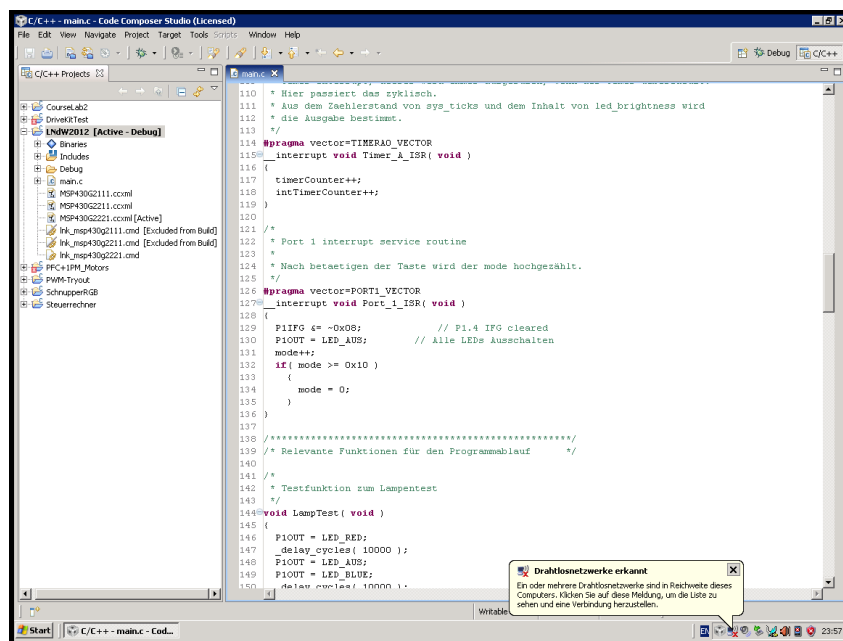 C/C++ - main.c - Code Composer Studio (Licensed)
File Edit View Navigate Project Target Tools Scripts Window Help
Debug C/C++
C/C++ Projects
main.c
CourseLab2
DriveKitTest
LNdW2012 [Active - Debug]
Binaries
Includes
Debug
main.c
MSP430G2111.ccxml
MSP430G2211.ccxml
MSP430G2221.ccxml [Active]
lnk_msp430g2111.cmd [Excluded from Build]
lnk_msp430g2211.cmd [Excluded from Build]
lnk_msp430g2221.cmd
PFC+1PM_Motors
PWM-Tryout
SchnupperRGB
Steuerrechner
110 * Hier passiert das zyklisch.
111 * Aus dem Zaehlerstand von sys_ticks und dem Inhalt von led_brightness wird
112 * die Ausgabe bestimmt.
113 */
114 #pragma vector=TIMERA0_VECTOR
115 __interrupt void Timer_A_ISR( void )
116 {
117 timerCounter++;
118 intTimerCounter++;
119 }
120
121 /*
122 * Port 1 interrupt service routine
123 *
124 * Nach betaetigen der Taste wird der mode hochgezählt.
125 */
126 #pragma vector=PORT1_VECTOR
127 __interrupt void Port_1_ISR( void )
128 {
129 P1IFG &= ~0x08; // P1.4 IFG cleared
130 P1OUT = LED_AUS; // Alle LEDs Ausschalten
131 mode++;
132 if( mode >= 0x10 )
133 {
134 mode = 0;
135 }
136 }
137
138 /****************************************************/
139 /* Relevante Funktionen für den Programmablauf */
140
141 /*
142 * Testfunktion zum Lampentest
143 */
144 void LampTest( void )
145 {
146 P1OUT = LED_RED;
147 _delay_cycles( 10000 );
148 P1OUT = LED_AUS;
149 P1OUT = LED_BLUE;
150 _delay_cycles( 10000 );
Drahtlosnetzwerke erkannt
Ein oder mehrere Drahtlosnetzwerke sind in Reichweite dieses
Computers. Klicken Sie auf diese Meldung, um die Liste zu
sehen und eine Verbindung herzustellen.
Writable
Start C/C++ - main.c - Cod... EN 23:57